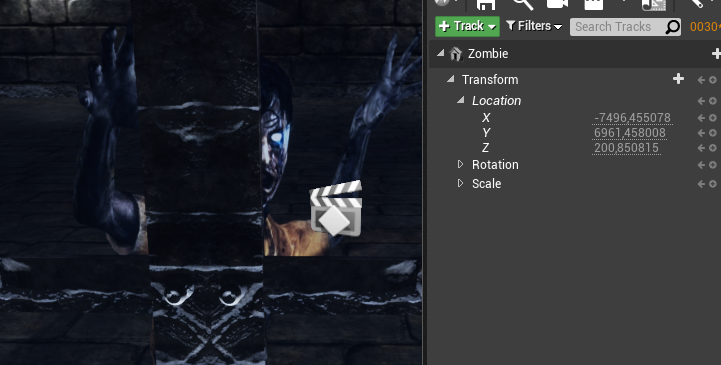 Track
Filters
Search Tracks
0030
Zombie
Transform
Location
X
-7496,455078
Y
6961,458008
Z
200,850815
Rotation
Scale